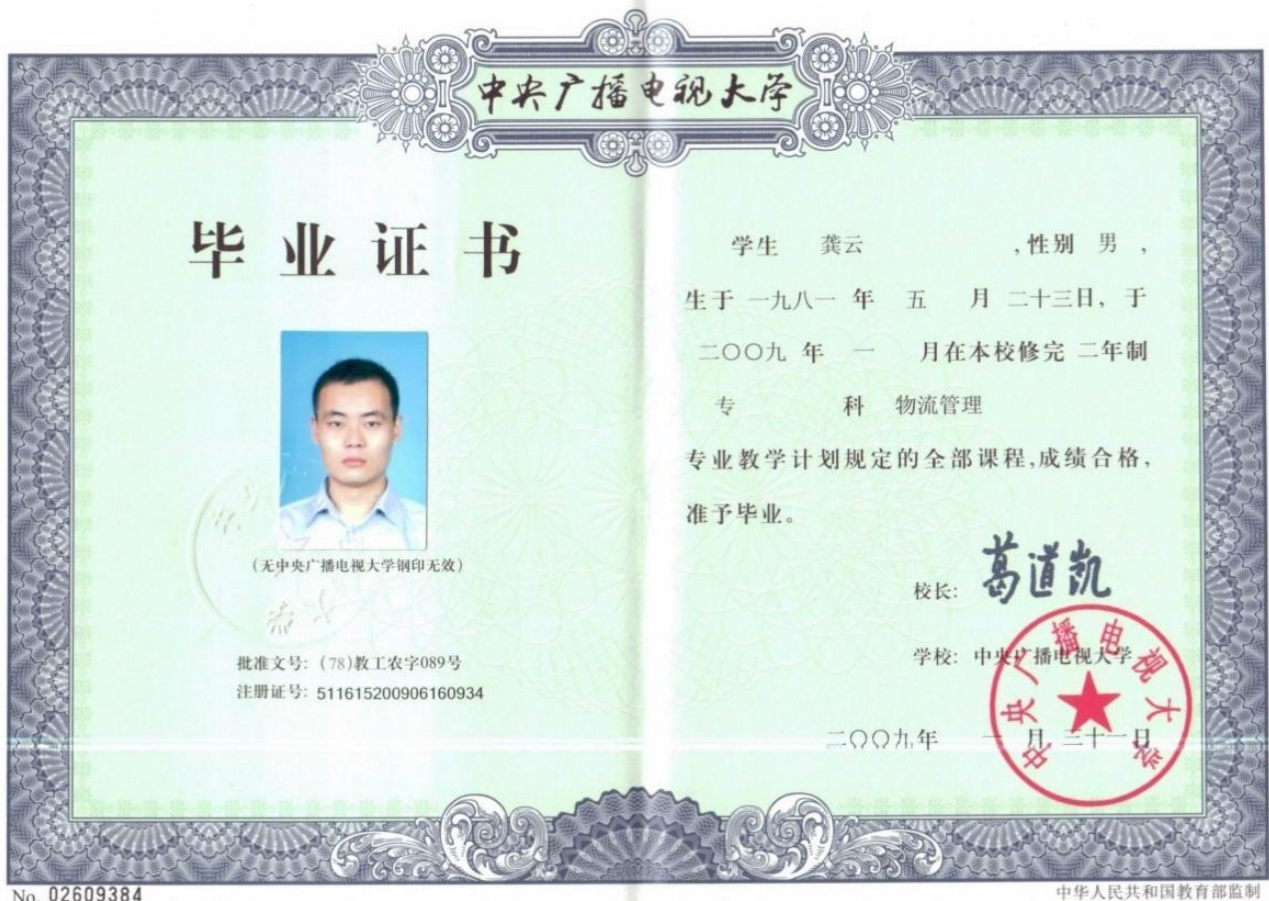 中央广播电视大学
毕业证书
(无中央广播电视大学钢印无效)
批准文号: (78)教工农字089号
注册证号: 511615200906160934
学生 龚云 , 性别 男 ,
生于 一九八一 年 五 月 二十三日, 于
二〇〇九 年 一 月在本校修完 二年制
专 科 物流管理
专业教学计划规定的全部课程,成绩合格,
准予毕业。
校长: 葛道凯
学校: 中央广播电视大学
中央广播电视大学
二〇〇九年 一 月 三十一日
No. 02609384
中华人民共和国教育部监制